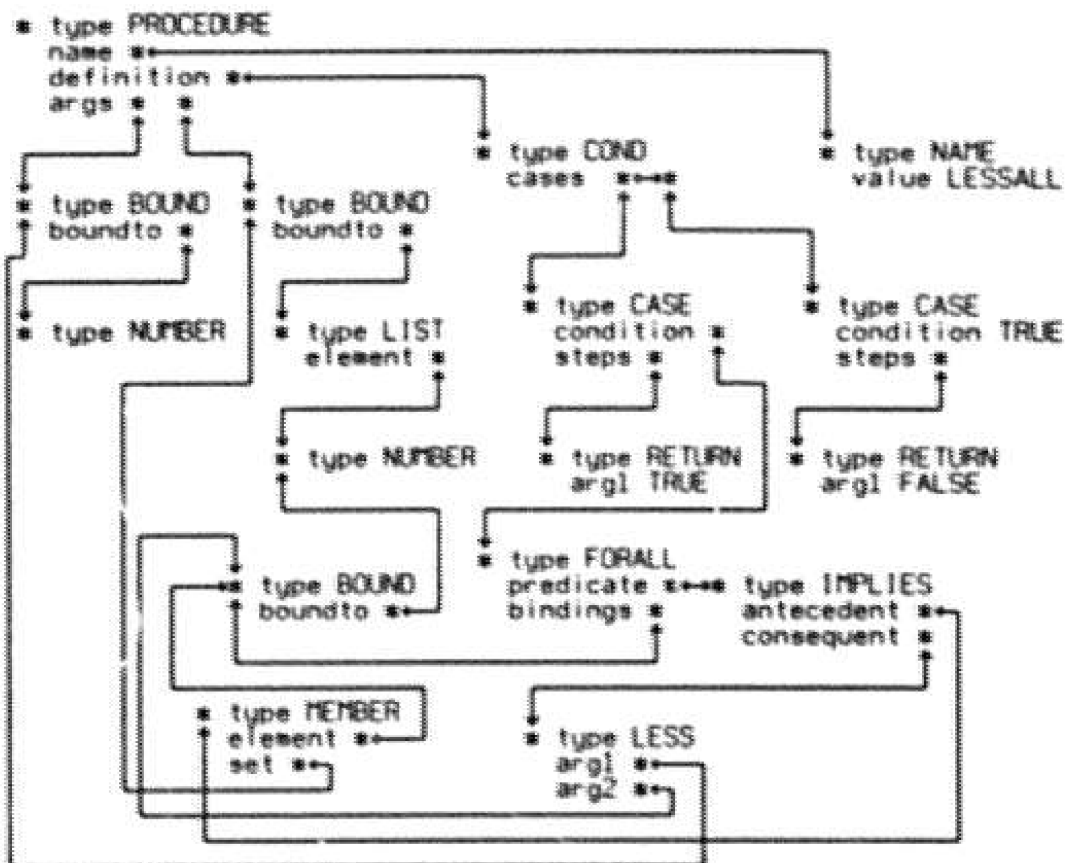 * type PROCEDURE
name *
definition *
args * *
* type COND
cases * *
* type NAME
value LESSALL
* type BOUND
boundto *
* type BOUND
boundto *
* type NUMBER
* type LIST
element *
* type CASE
condition *
steps *
* type CASE
condition TRUE
steps *
* type NUMBER
* type RETURN
arg1 TRUE
* type RETURN
arg1 FALSE
* type BOUND
boundto *
* type FORALL
predicate *
bindings *
* type IMPLIES
antecedent *
consequent *
* type MEMBER
element *
set *
* type LESS
arg1 *
arg2 *